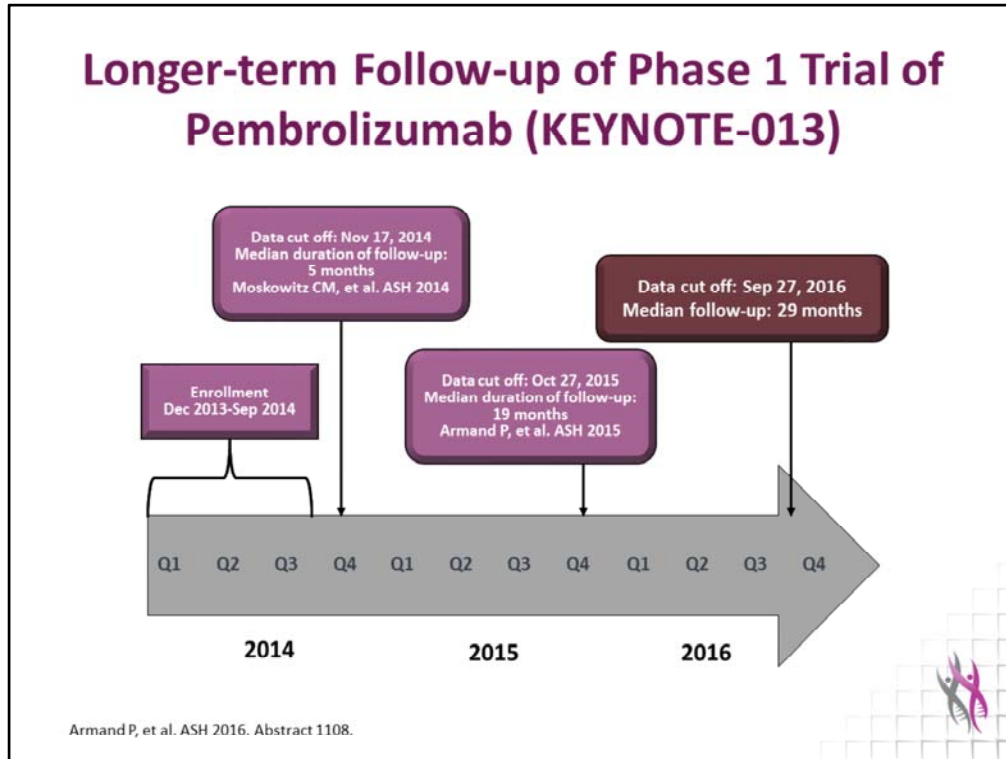 Longer-term Follow-up of Phase 1 Trial of
Pembrolizumab (KEYNOTE-013)
Data cut off: Nov 17, 2014
Median duration of follow-up:
5 months
Moskowitz CM, et al. ASH 2014
Data cut off: Sep 27, 2016
Median follow-up: 29 months
Enrollment
Dec 2013-Sep 2014
Data cut off: Oct 27, 2015
Median duration of follow-up:
19 months
Armand P, et al. ASH 2015
Q1 Q2 Q3 Q4 Q1 Q2 Q3 Q4 Q1 Q2 Q3 Q4
2014 2015 2016
Armand P, et al. ASH 2016. Abstract 1108.